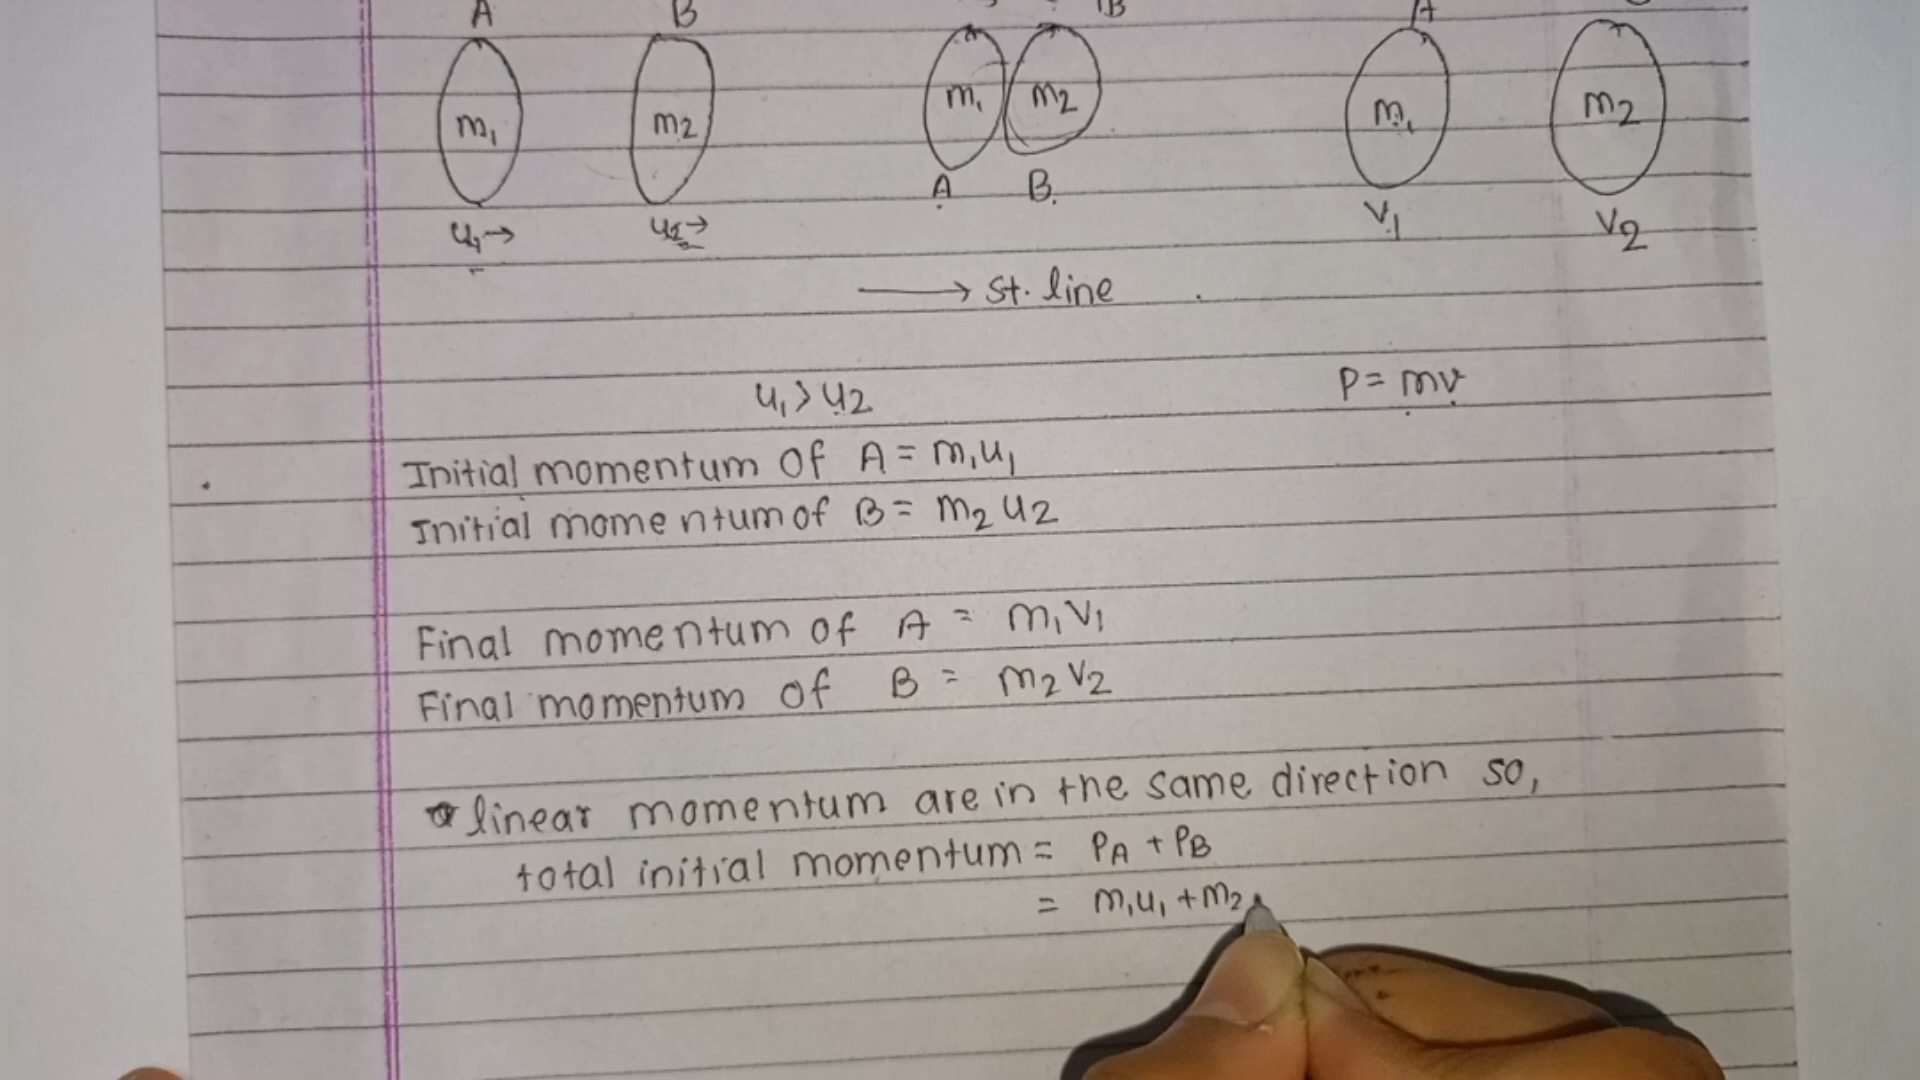 A B B A
m₁ m₂ m₁ m₂ m₁ m₂
A B.
u₁→ u₂→ v₁ v₂
→ st. line
u₁ > u₂ P = mv
Initial momentum of A = m₁u₁
Initial momentum of B = m₂ u₂
Final momentum of A = m₁v₁
Final momentum of B = m₂v₂
linear momentum are in the same direction so,
total initial momentum = PA + PB
= m₁u₁ + m₂